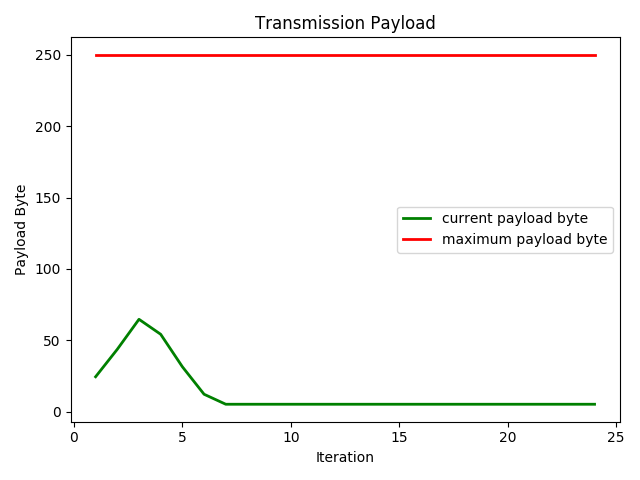 Transmission Payload
250
200
150
100
50
0
Payload Byte
current payload byte
maximum payload byte
0 5 10 15 20 25
Iteration